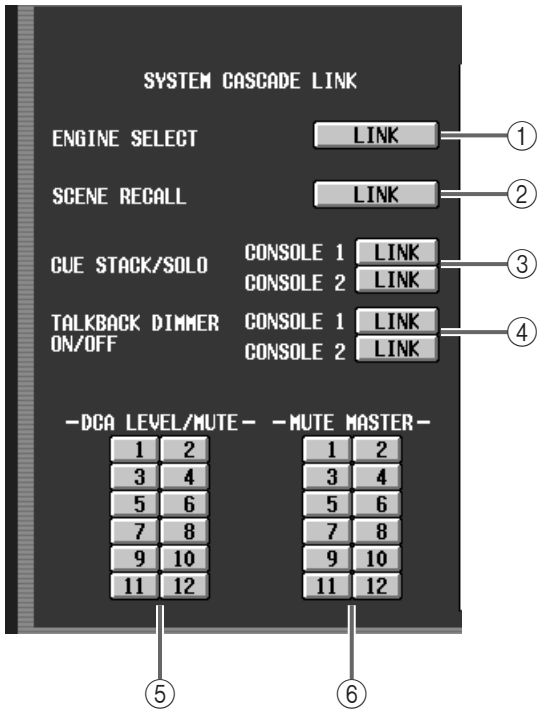 SYSTEM CASCADE LINK
ENGINE SELECT LINK ①
SCENE RECALL LINK ②
CUE STACK/SOLO CONSOLE 1 LINK ③
CONSOLE 2 LINK
TALKBACK DIMMER ON/OFF CONSOLE 1 LINK ④
CONSOLE 2 LINK
–DCA LEVEL/MUTE– –MUTE MASTER–
1 2 1 2
3 4 3 4
5 6 5 6
7 8 7 8
9 10 9 10
11 12 11 12
⑤ ⑥